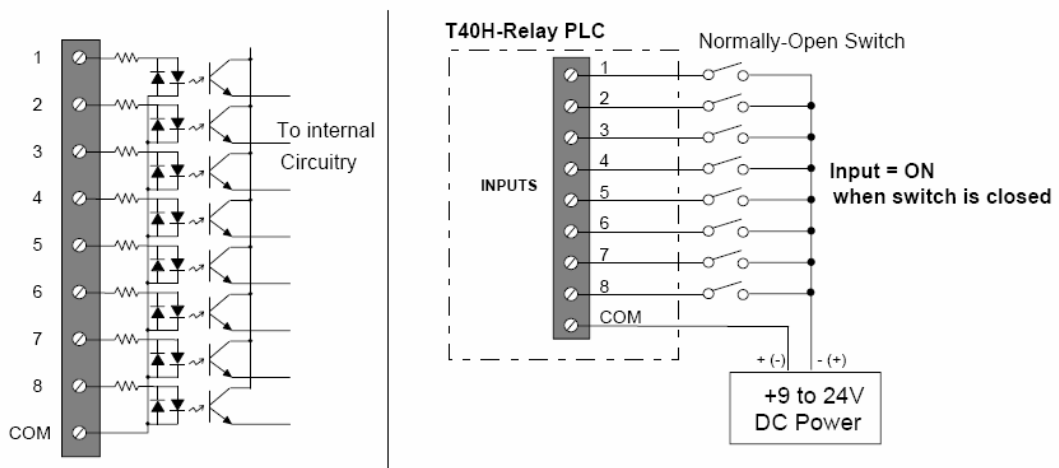 1
2
3
4
5
6
7
8
COM
To internal
Circuitry
T40H-Relay PLC
Normally-Open Switch
1
2
3
4
5
6
7
8
COM
INPUTS
Input = ON
when switch is closed
+ (-)
- (+)
+9 to 24V
DC Power